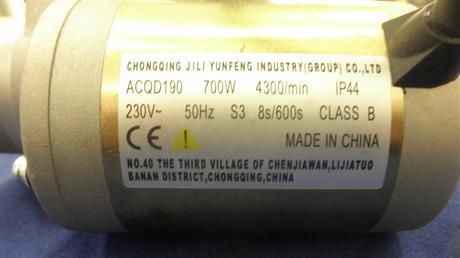 CHONGQING JILI YUNFENG INDUSTRY(GROUP) CO.,LTD
ACQD190 700W 4300/min IP44
230V~ 50Hz S3 8s/600s CLASS B
CE ! MADE IN CHINA
NO.40 THE THIRD VILLAGE OF CHENJIAWAN,LIJIATUO
BANAN DISTRICT,CHONGQING,CHINA